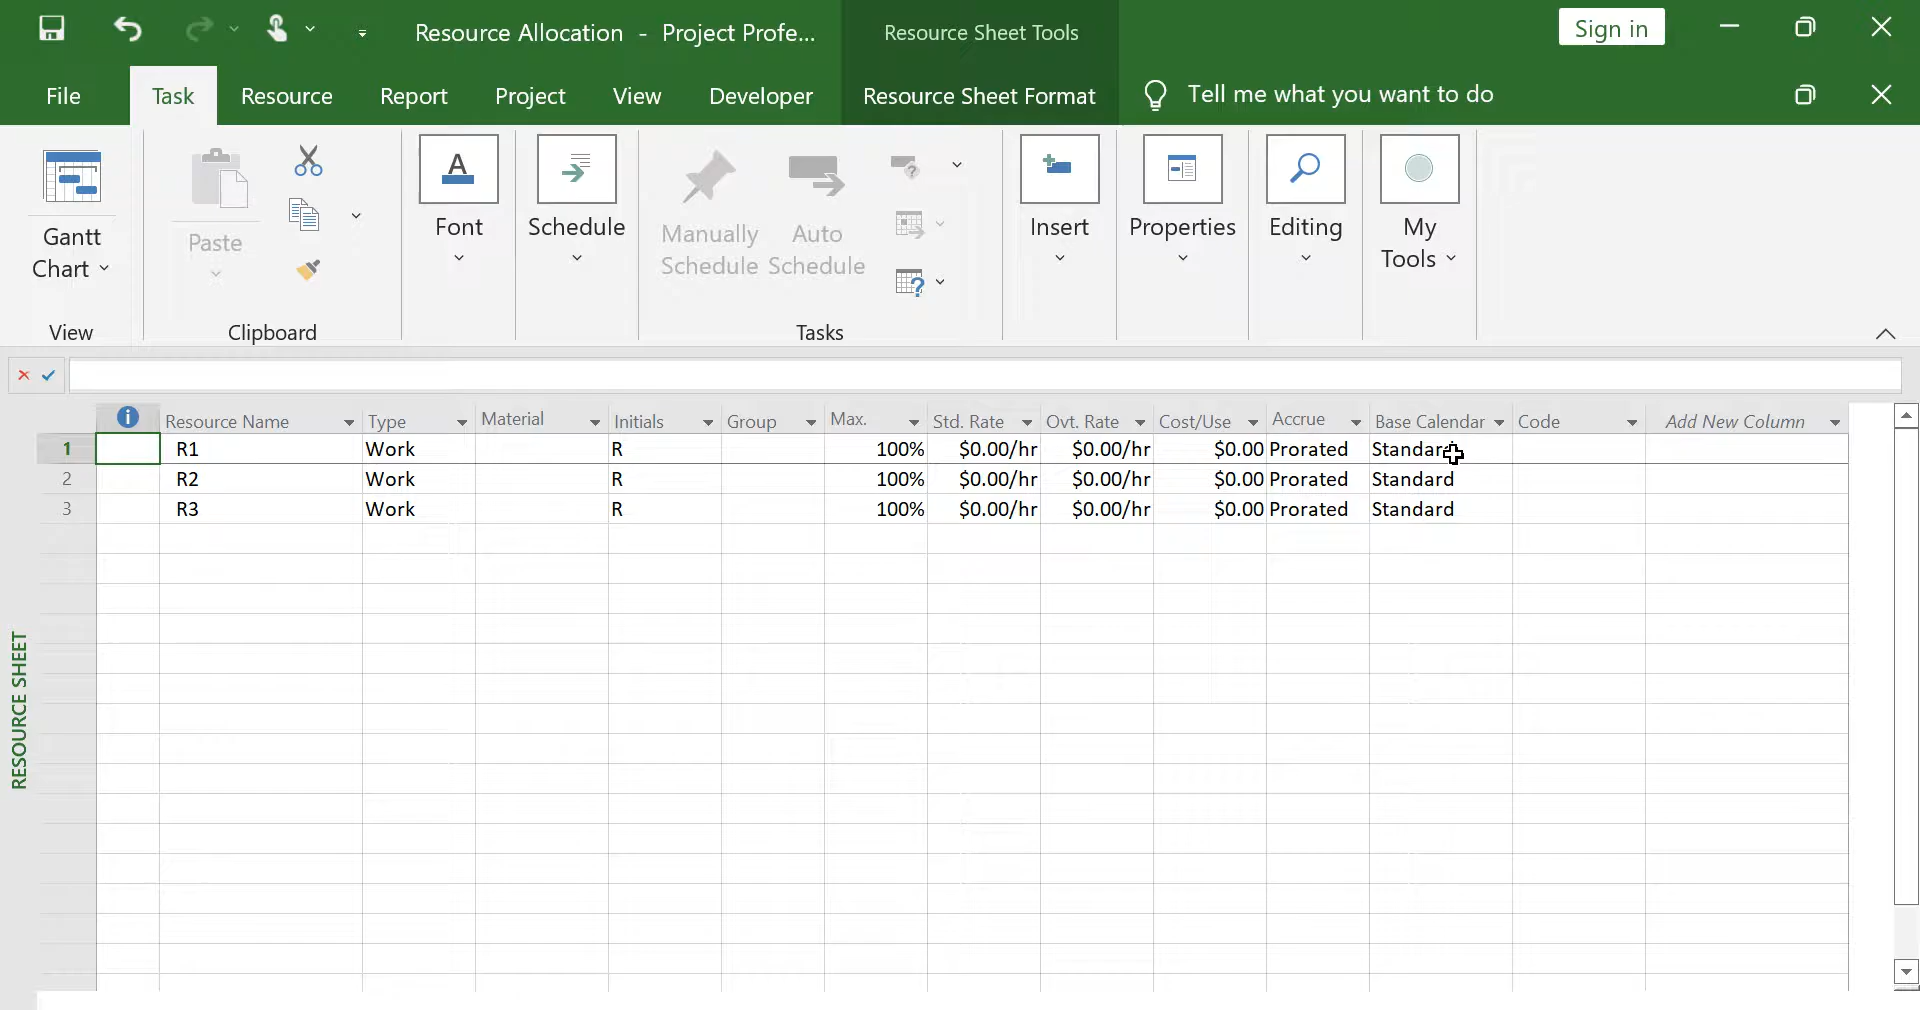 Resource Allocation - Project Profe...
Resource Sheet Tools
Sign in
File
Task
Resource
Report
Project
View
Developer
Resource Sheet Format
Tell me what you want to do
Gantt
Chart
View
Paste
Clipboard
Font
Schedule
Manually
Schedule
Auto
Schedule
Tasks
Insert
Properties
Editing
My
Tools
Resource Name Type Material Initials Group Max. Std. Rate Ovt. Rate Cost/Use Accrue Base Calendar Code Add New Column
1 R1 Work R 100% $0.00/hr $0.00/hr $0.00 Prorated Standard
2 R2 Work R 100% $0.00/hr $0.00/hr $0.00 Prorated Standard
3 R3 Work R 100% $0.00/hr $0.00/hr $0.00 Prorated Standard
RESOURCE SHEET